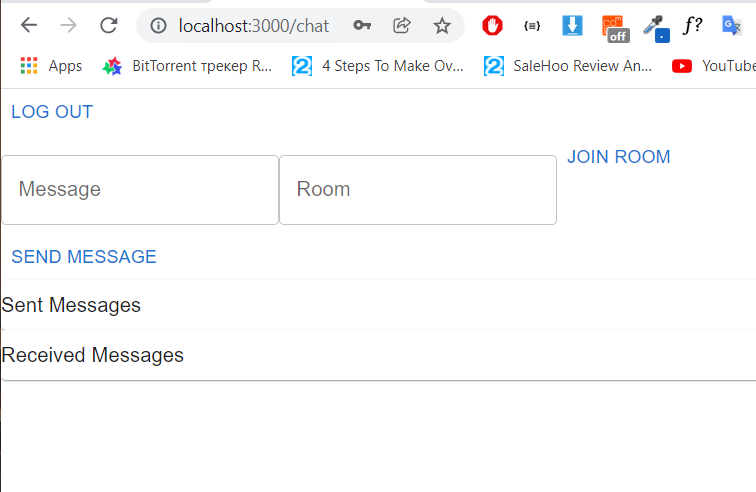 localhost:3000/chat
off
f?
Apps BitTorrent трекер R... 4 Steps To Make Ov... SaleHoo Review An... YouTube
LOG OUT
JOIN ROOM
Message Room
SEND MESSAGE
Sent Messages
Received Messages